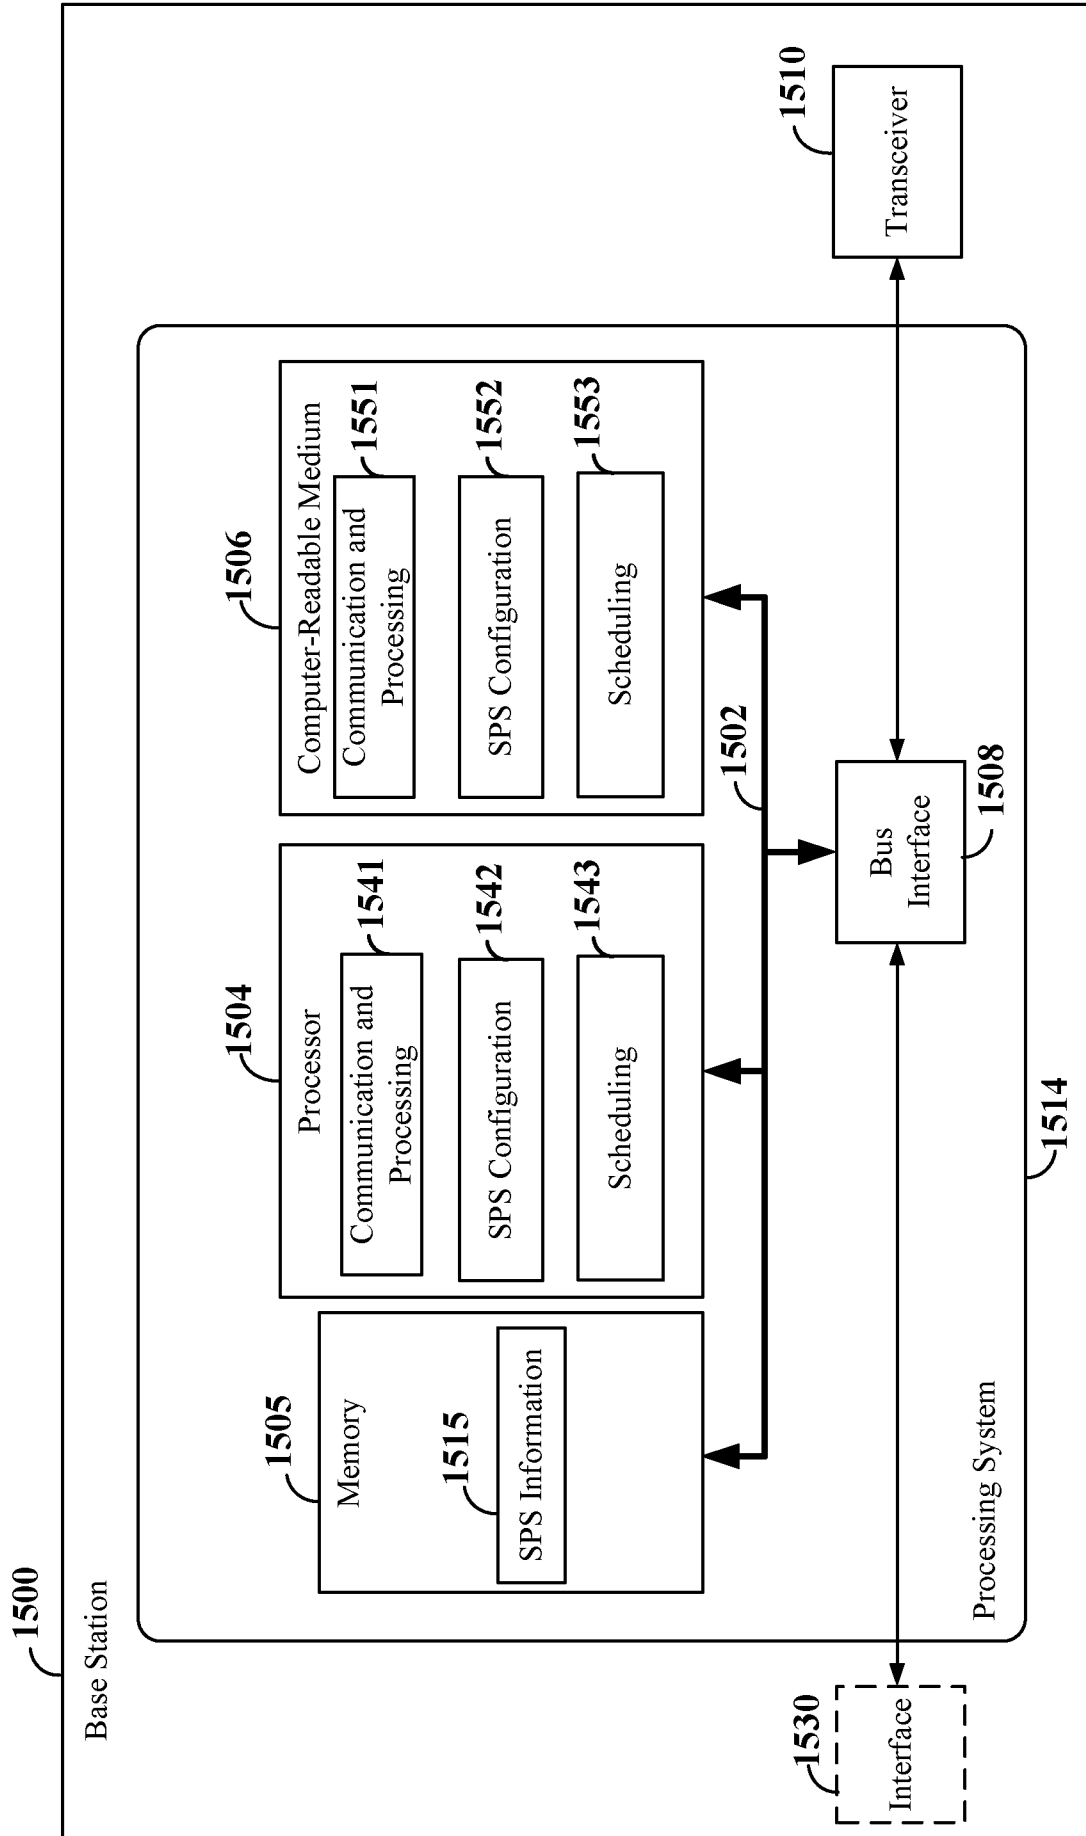 1500
Base Station
1505
Memory
1515
SPS Information
1504
Processor
1541
Communication and
Processing
1542
SPS Configuration
1543
Scheduling
1506
Computer-Readable Medium
1551
Communication and
Processing
1552
SPS Configuration
1553
Scheduling
1502
1530
Interface
Bus
Interface
1508
1510
Transceiver
Processing System
1514